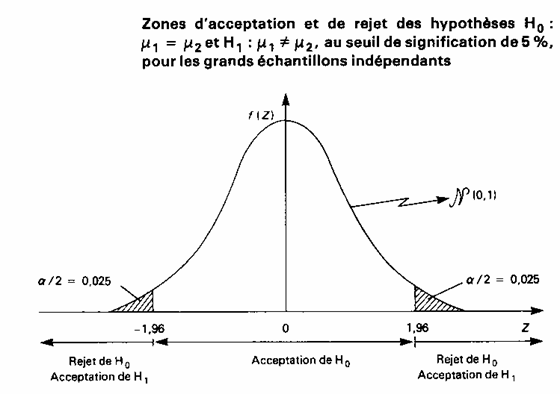 Zones d'acceptation et de rejet des hypothèses H₀ :
μ₁ = μ₂ et H₁ : μ₁ ≠ μ₂, au seuil de signification de 5 %,
pour les grands échantillons indépendants
f(Z)
𝒩(0,1)
α/2 = 0,025
α/2 = 0,025
−1,96
0
1,96
Z
Rejet de H₀
Acceptation de H₁
Acceptation de H₀
Rejet de H₀
Acceptation de H₁